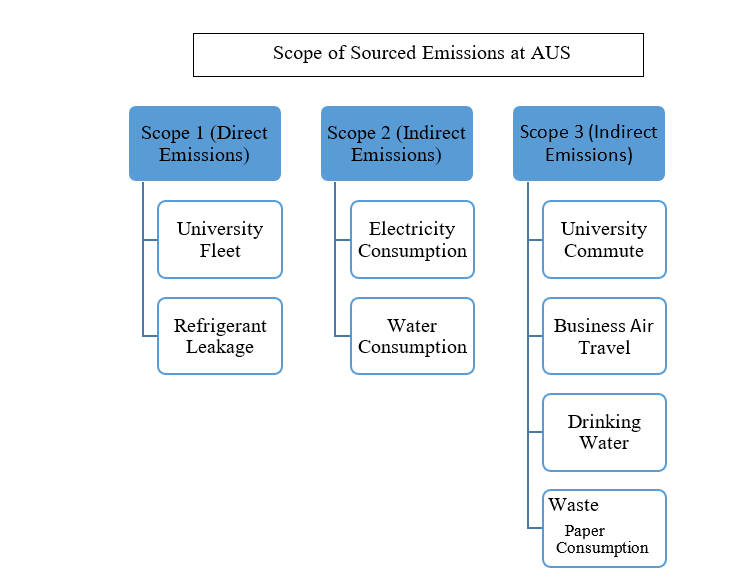 Scope of Sourced Emissions at AUS
Scope 1 (Direct
Emissions)
University
Fleet
Refrigerant
Leakage
Scope 2 (Indirect
Emissions)
Electricity
Consumption
Water
Consumption
Scope 3 (Indirect
Emissions)
University
Commute
Business Air
Travel
Drinking
Water
Waste
Paper
Consumption